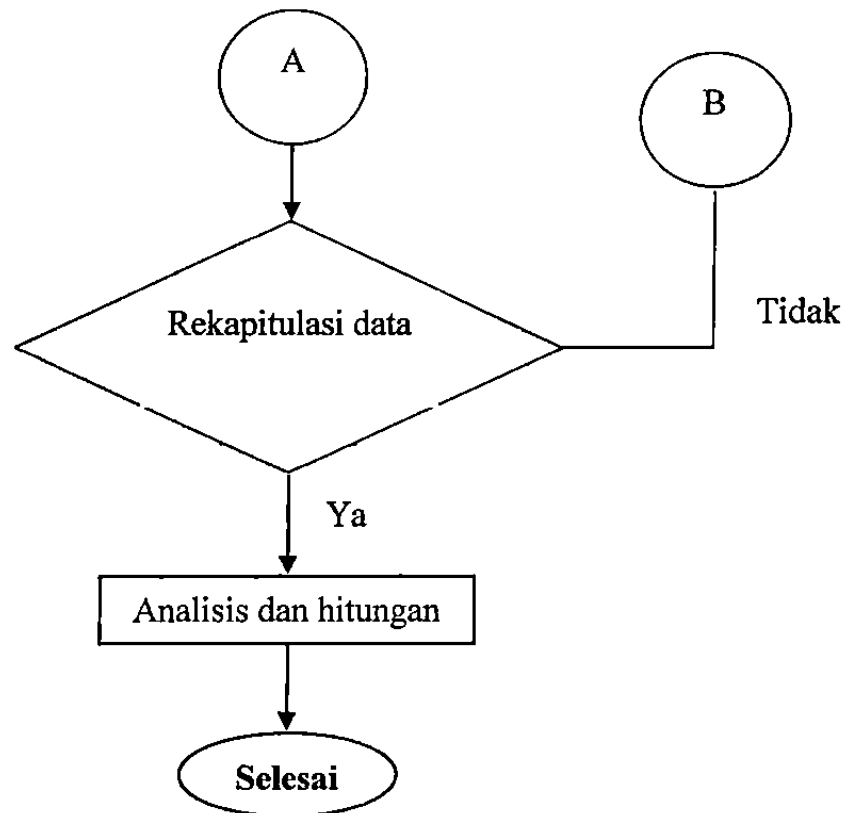 A
B
Rekapitulasi data
Tidak
Ya
Analisis dan hitungan
Selesai